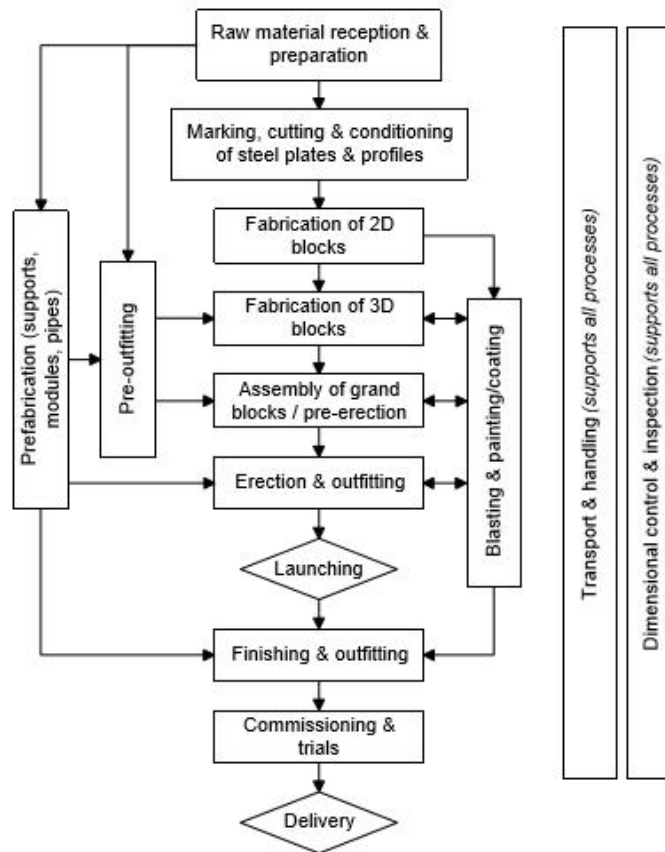 Raw material reception &
preparation
Marking, cutting & conditioning
of steel plates & profiles
Fabrication of 2D
blocks
Fabrication of 3D
blocks
Assembly of grand
blocks / pre-erection
Erection & outfitting
Launching
Finishing & outfitting
Commissioning &
trials
Delivery
Prefabrication (supports,
modules, pipes)
Pre-outfitting
Blasting & painting/coating
Transport & handling (supports all processes)
Dimensional control & inspection (supports all processes)